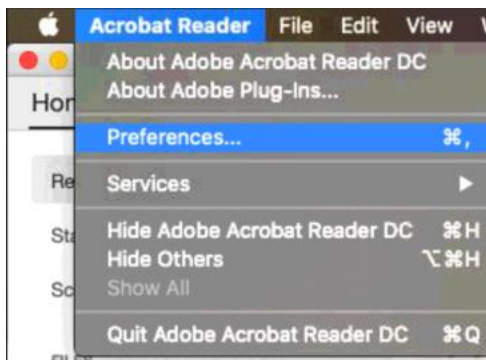 Acrobat Reader File Edit View
About Adobe Acrobat Reader DC
About Adobe Plug-Ins...
Preferences... ⌘,
Services ▶
Hide Adobe Acrobat Reader DC ⌘H
Hide Others ⌥⌘H
Show All
Quit Adobe Acrobat Reader DC ⌘Q